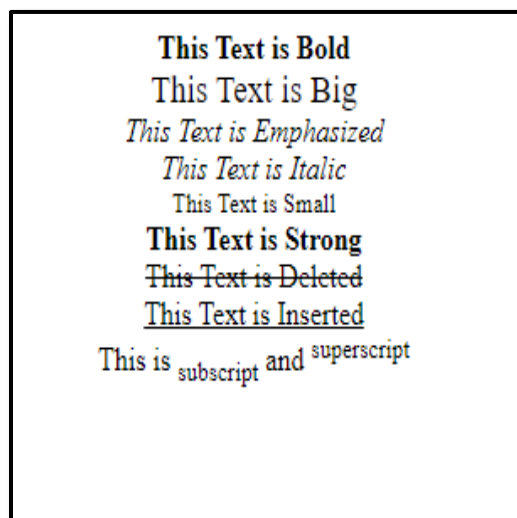 This Text is Bold
This Text is Big
This Text is Emphasized
This Text is Italic
This Text is Small
This Text is Strong
This Text is Deleted
This Text is Inserted
This is subscript and superscript